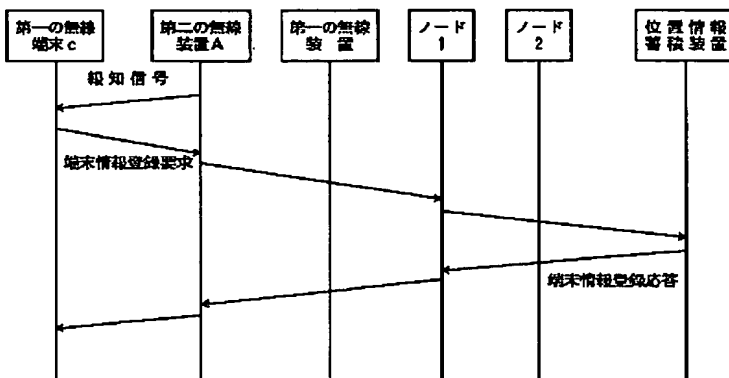 第一の無線
端末c
第二の無線
装置A
第一の無線
装置
ノード
1
ノード
2
位置情報
蓄積装置
報知信号
端末情報登録要求
端末情報登録応答